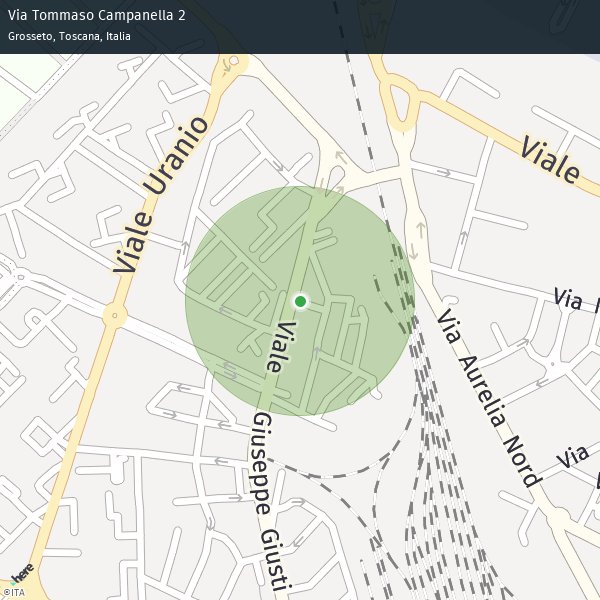 Via Tommaso Campanella 2
Grosseto, Toscana, Italia
Viale Uranio
Viale
Via
Viale Giuseppe Giusti
Via Aurelia Nord
Via
here
©ITA